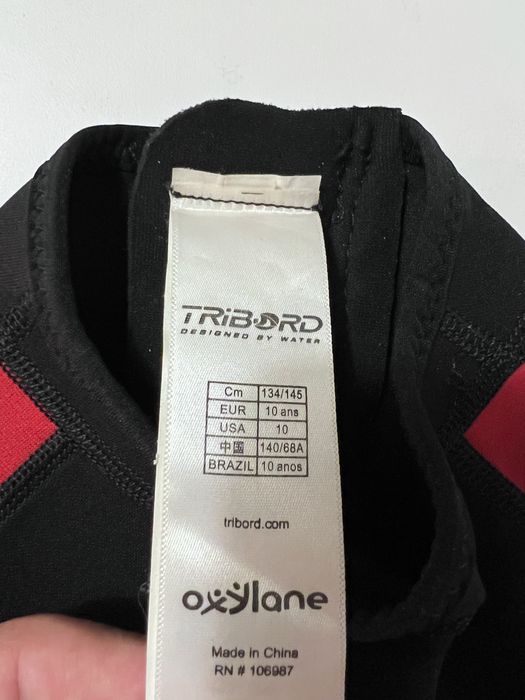 TRIBORD
DESIGNED BY WATER
Cm 134/145
EUR 10 ans
USA 10
中国 140/68A
BRAZIL 10 anos
tribord.com
oxylane
Made in China
RN # 106987